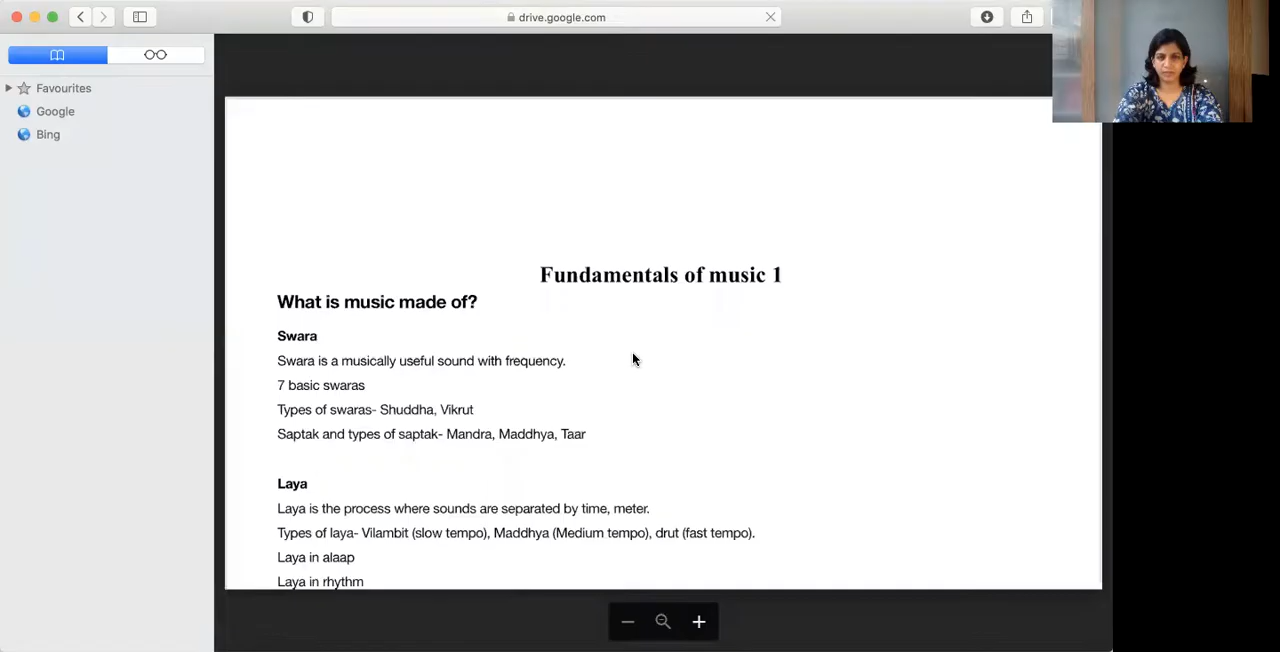 drive.google.com
Favourites
Google
Bing
Fundamentals of music 1
What is music made of?
Swara
Swara is a musically useful sound with frequency.
7 basic swaras
Types of swaras- Shuddha, Vikrut
Saptak and types of saptak- Mandra, Maddhya, Taar
Laya
Laya is the process where sounds are separated by time, meter.
Types of laya- Vilambit (slow tempo), Maddhya (Medium tempo), drut (fast tempo).
Laya in alaap
Laya in rhythm